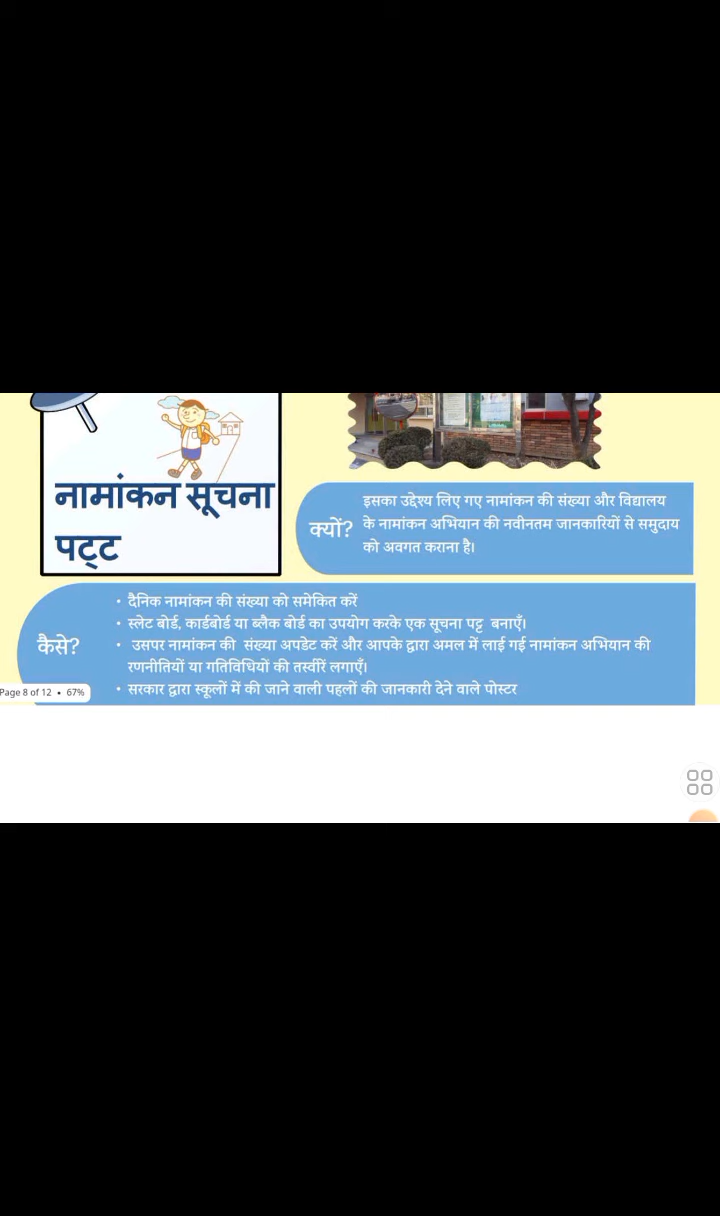 नामांकन सूचना
पट्ट
क्यों?
इसका उद्देश्य लिए गए नामांकन की संख्या और विद्यालय
के नामांकन अभियान की नवीनतम जानकारियों से समुदाय
को अवगत कराना है।
कैसे?
• दैनिक नामांकन की संख्या को समेकित करें
• स्लेट बोर्ड, कार्डबोर्ड या ब्लैक बोर्ड का उपयोग करके एक सूचना पट्ट बनाएँ।
• उसपर नामांकन की संख्या अपडेट करें और आपके द्वारा अमल में लाई गई नामांकन अभियान की
रणनीतियों या गतिविधियों की तस्वीरें लगाएँ।
• सरकार द्वारा स्कूलों में की जाने वाली पहलों की जानकारी देने वाले पोस्टर
Page 8 of 12 • 67%